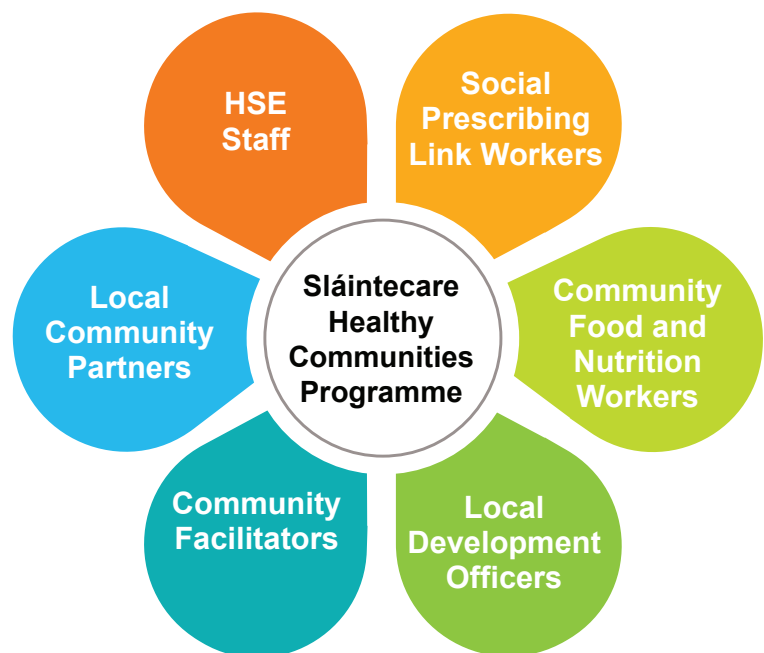 HSE
Staff
Social
Prescribing
Link Workers
Local
Community
Partners
Sláintecare
Healthy
Communities
Programme
Community
Food and
Nutrition
Workers
Community
Facilitators
Local
Development
Officers